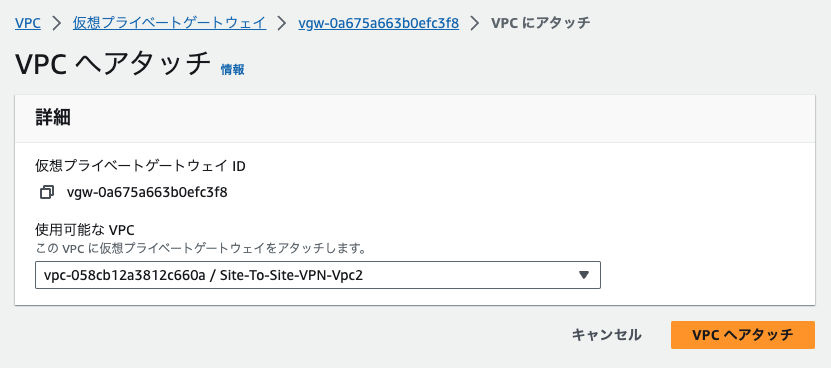 VPC > 仮想プライベートゲートウェイ > vgw-0a675a663b0efc3f8 > VPC にアタッチ
VPC へアタッチ 情報
詳細
仮想プライベートゲートウェイ ID
vgw-0a675a663b0efc3f8
使用可能な VPC
この VPC に仮想プライベートゲートウェイをアタッチします。
vpc-058cb12a3812c660a / Site-To-Site-VPN-Vpc2
キャンセル VPC へアタッチ